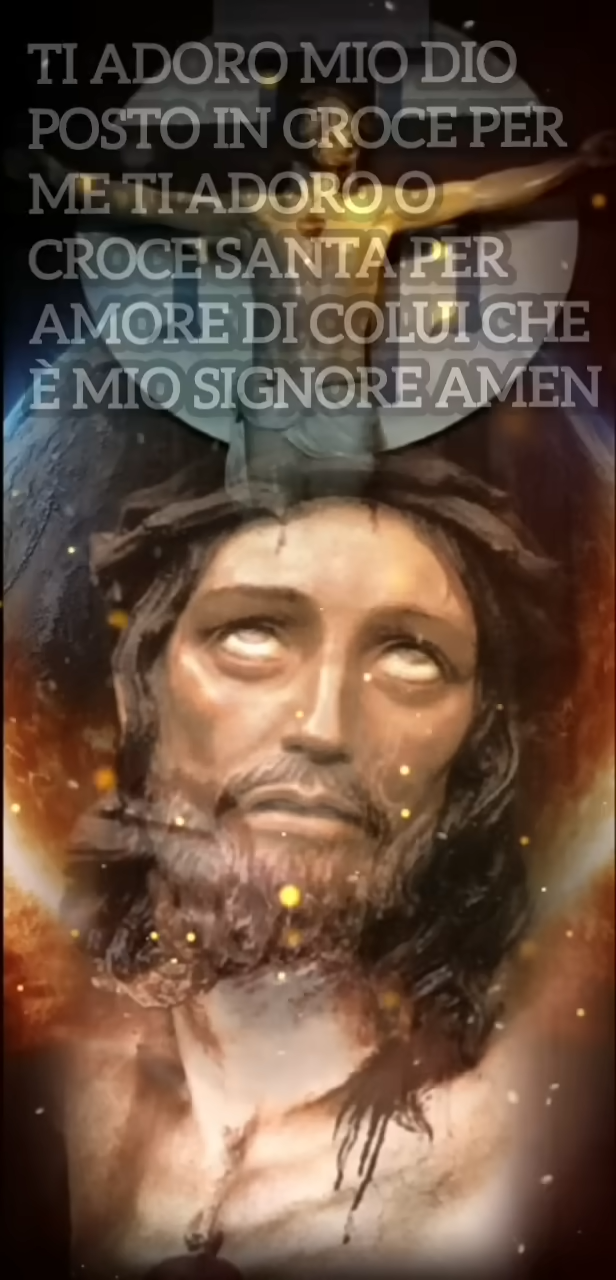 TI ADORO MIO DIO
POSTO IN CROCE PER
ME TI ADORO O
CROCE SANTA PER
AMORE DI COLUI CHE
È MIO SIGNORE AMEN